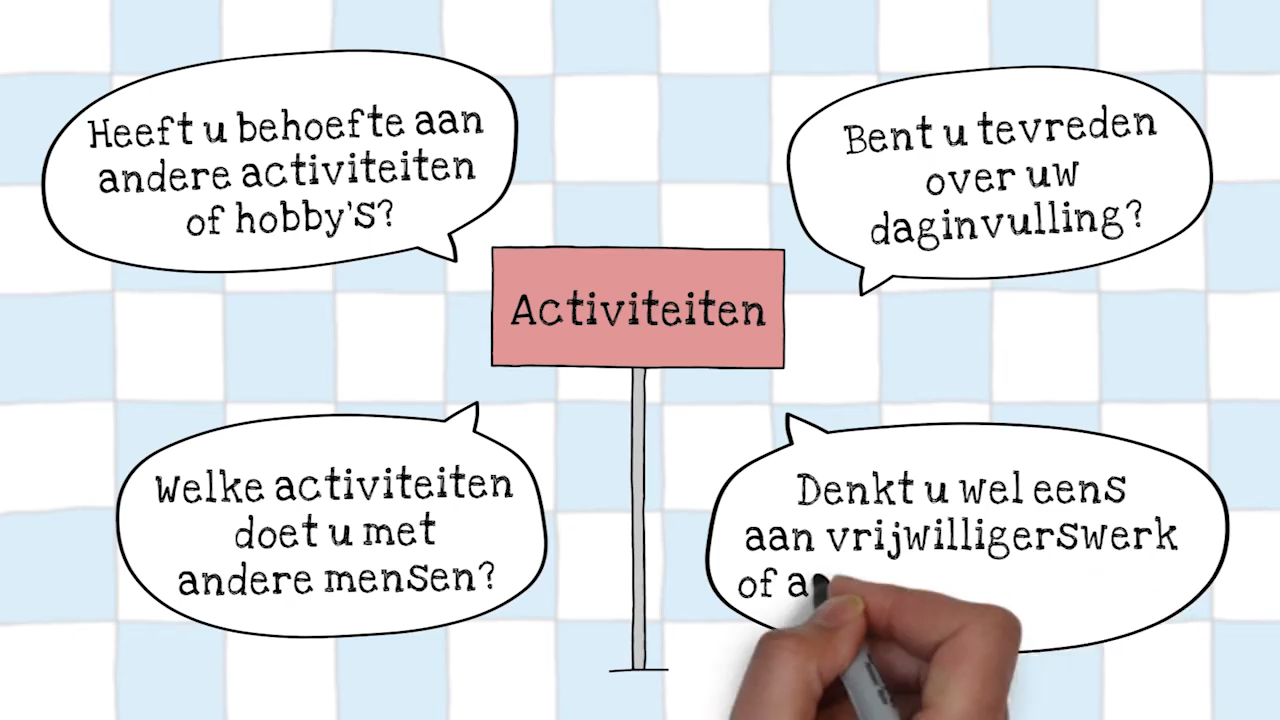 Heeft u behoefte aan
andere activiteiten
of hobby's?
Bent u tevreden
over uw
daginvulling?
Activiteiten
Welke activiteiten
doet u met
andere mensen?
Denkt u wel eens
aan vrijwilligerswerk
of a